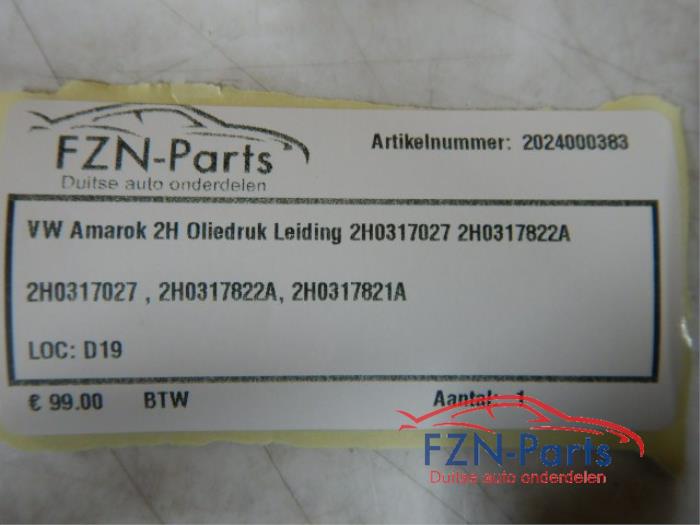 FZN-Parts
Duitse auto onderdelen
Artikelnummer: 2024000383
VW Amarok 2H Oliedruk Leiding 2H0317027 2H0317822A
2H0317027 , 2H0317822A, 2H0317821A
LOC: D19
€ 99.00 BTW Aantal: 1
FZN-Parts
Duitse auto onderdelen